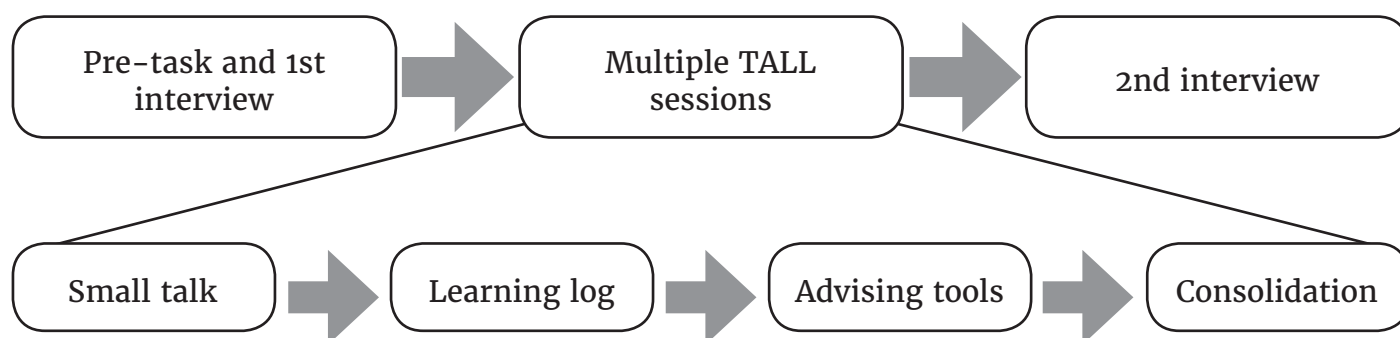 Pre-task and 1st
interview
Multiple TALL
sessions
2nd interview
Small talk
Learning log
Advising tools
Consolidation